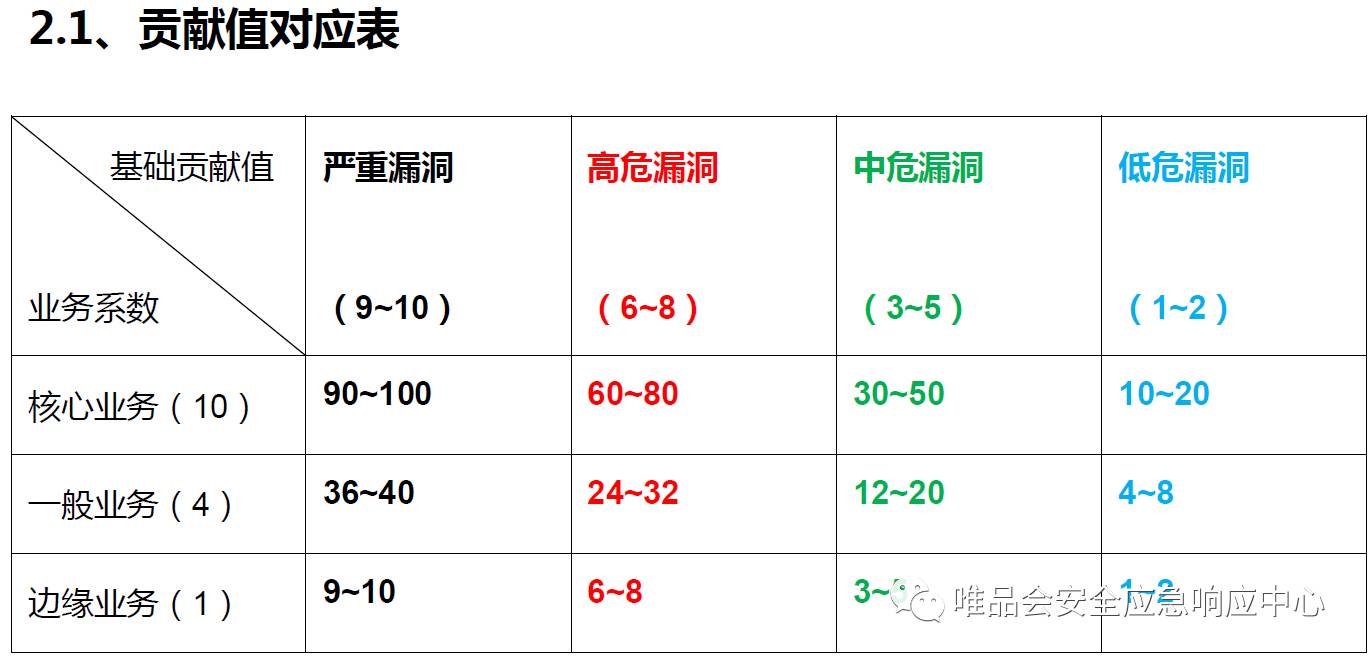 2.1、贡献值对应表
基础贡献值
业务系数
严重漏洞
（9~10）
高危漏洞
（6~8）
中危漏洞
（3~5）
低危漏洞
（1~2）
核心业务（10）
90~100
60~80
30~50
10~20
一般业务（4）
36~40
24~32
12~20
4~8
边缘业务（1）
9~10
6~8
3~5
1~2
唯品会安全应急响应中心